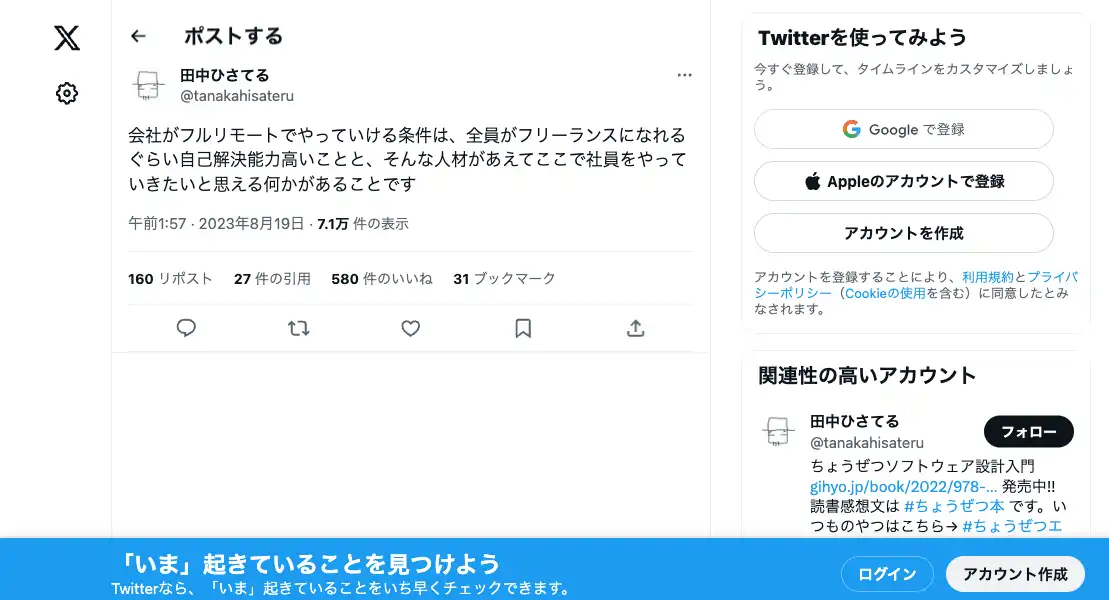 ポストする
田中ひさてる
@tanakahisateru
会社がフルリモートでやっていける条件は、全員がフリーランスになれる
ぐらい自己解決能力高いことと、そんな人材があえてここで社員をやって
いきたいと思える何かがあることです
午前1:57 · 2023年8月19日 · 7.1万 件の表示
160 リポスト 27 件の引用 580 件のいいね 31 ブックマーク
Twitterを使ってみよう
今すぐ登録して、タイムラインをカスタマイズしましょ
う。
Google で登録
Appleのアカウントで登録
アカウントを作成
アカウントを登録することにより、利用規約とプライバ
シーポリシー（Cookieの使用を含む）に同意したとみ
なされます。
関連性の高いアカウント
田中ひさてる
@tanakahisateru
フォロー
ちょうぜつソフトウェア設計入門
gihyo.jp/book/2022/978-... 発売中!!
読書感想文は #ちょうぜつ本 です。い
つものやつはこちら→ #ちょうぜつエ
「いま」起きていることを見つけよう
Twitterなら、「いま」起きていることをいち早くチェックできます。
ログイン
アカウント作成